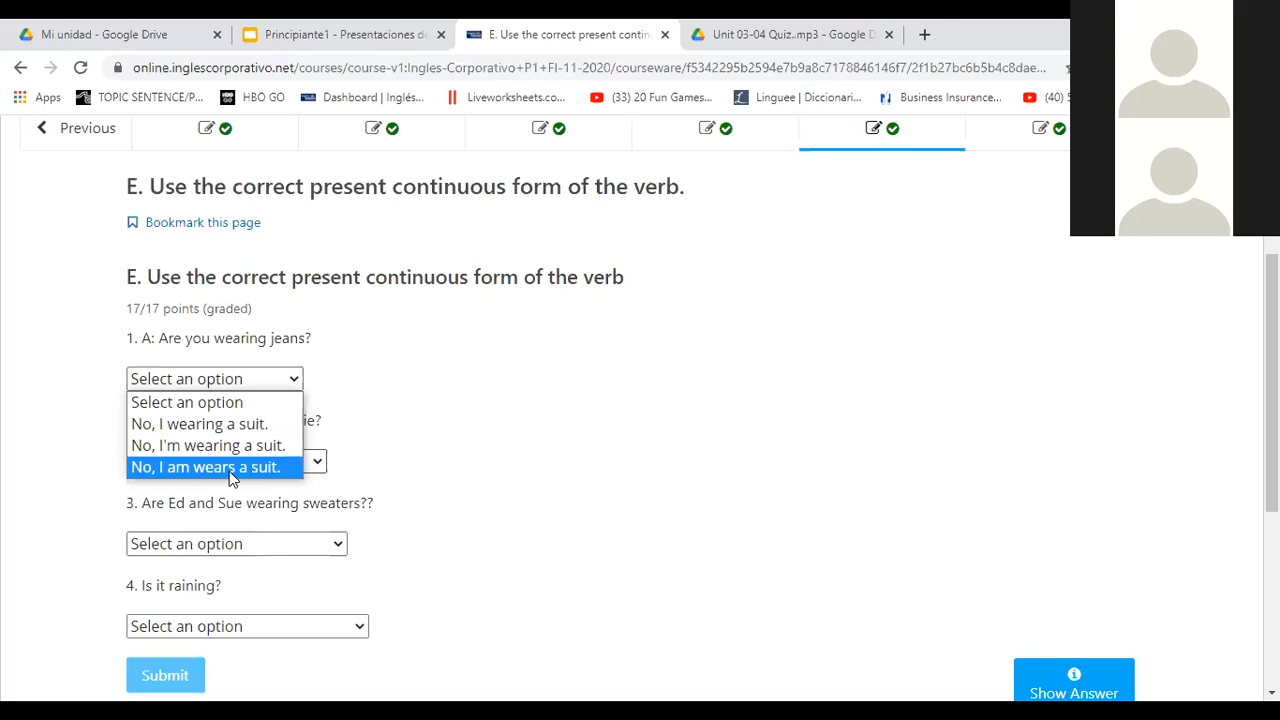 Mi unidad - Google Drive
Principiante1 - Presentaciones de
E. Use the correct present contin
Unit 03-04 Quiz..mp3 - Google D
online.inglescorporativo.net/courses/course-v1:Ingles-Corporativo+P1+FI-11-2020/courseware/f5342295b2594e7b9a8c7178846146f7/2f1b27bc6b5b4c8dae...
Apps
TOPIC SENTENCE/P...
HBO GO
Dashboard | Inglés...
Liveworksheets.co...
(33) 20 Fun Games...
Linguee | Diccionari...
Business Insurance...
(40)
Previous
E. Use the correct present continuous form of the verb.
Bookmark this page
E. Use the correct present continuous form of the verb
17/17 points (graded)
1. A: Are you wearing jeans?
Select an option
Select an option
No, I wearing a suit.
ie?
No, I'm wearing a suit.
No, I am wears a suit.
3. Are Ed and Sue wearing sweaters??
Select an option
4. Is it raining?
Select an option
Submit
Show Answer